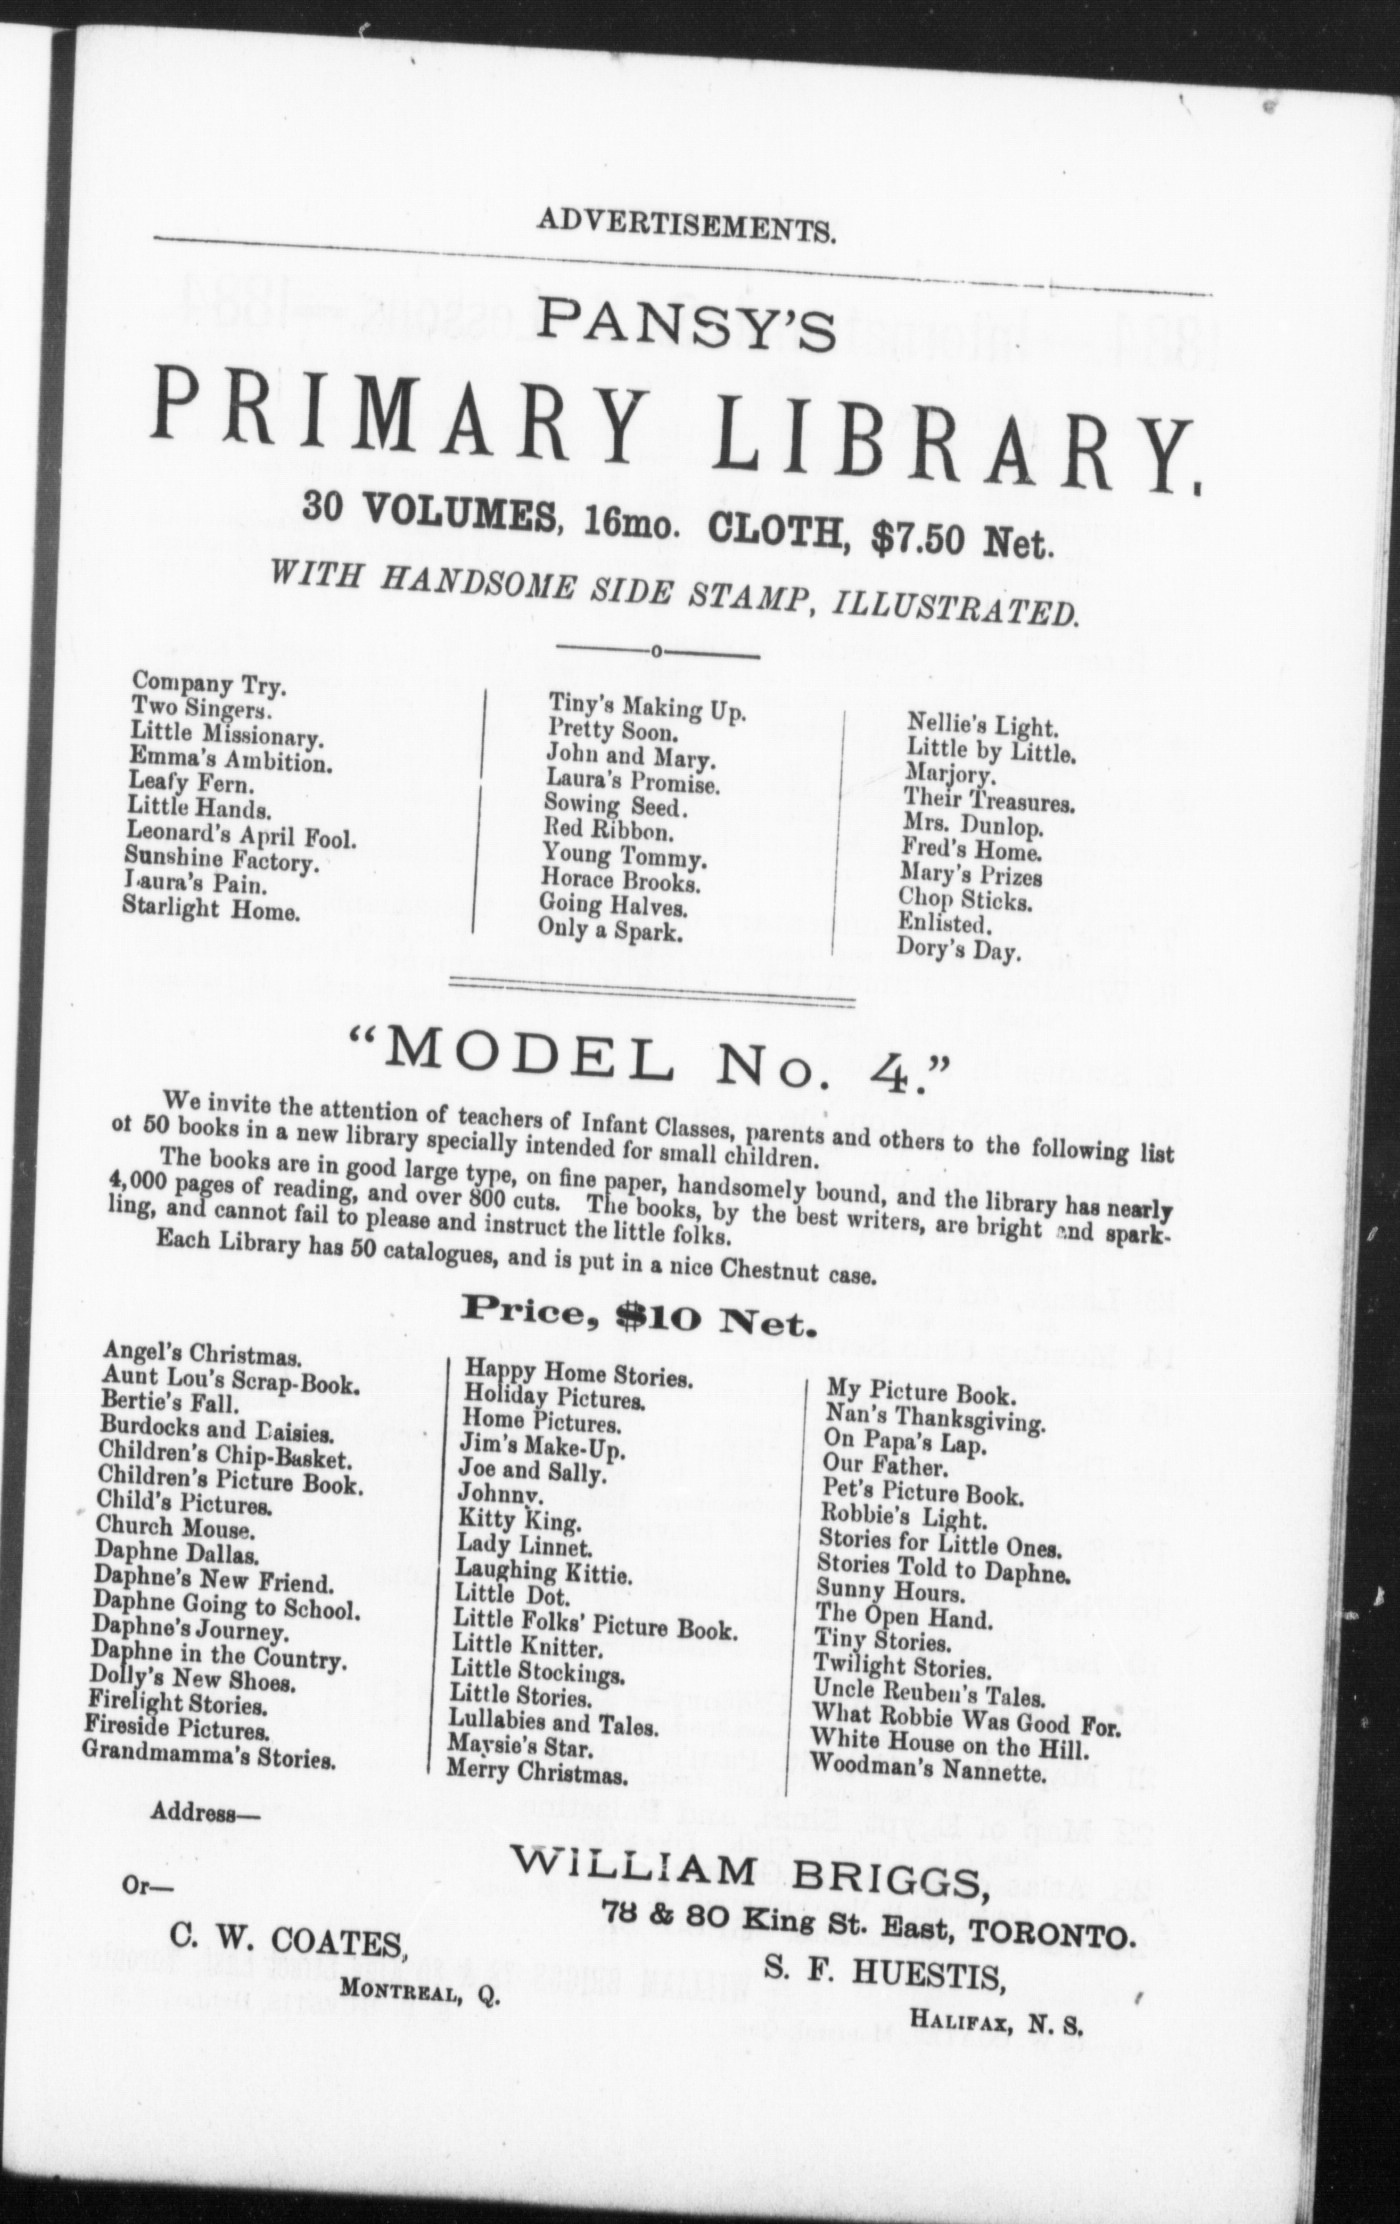 ADVERTISEMENTS.
PANSY'S
PRIMARY LIBRARY.
30 VOLUMES, 16mo. CLOTH, $7.50 Net.
WITH HANDSOME SIDE STAMP, ILLUSTRATED.
Company Try.
Two Singers.
Little Missionary.
Emma's Ambition.
Leafy Fern.
Little Hands.
Leonard's April Fool.
Sunshine Factory.
Laura's Pain.
Starlight Home.
Tiny's Making Up.
Pretty Soon.
John and Mary.
Laura's Promise.
Sowing Seed.
Red Ribbon.
Young Tommy.
Horace Brooks.
Going Halves.
Only a Spark.
Nellie's Light.
Little by Little.
Marjory.
Their Treasures.
Mrs. Dunlop.
Fred's Home.
Mary's Prizes
Chop Sticks.
Enlisted.
Dory's Day.
"MODEL No. 4."
We invite the attention of teachers of Infant Classes, parents and others to the following list
of 50 books in a new library specially intended for small children.
The books are in good large type, on fine paper, handsomely bound, and the library has nearly
4,000 pages of reading, and over 800 cuts. The books, by the best writers, are bright and spark-
ling, and cannot fail to please and instruct the little folks.
Each Library has 50 catalogues, and is put in a nice Chestnut case.
Price, $10 Net.
Angel's Christmas.
Aunt Lou's Scrap-Book.
Bertie's Fall.
Burdocks and Daisies.
Children's Chip-Basket.
Children's Picture Book.
Child's Pictures.
Church Mouse.
Daphne Dallas.
Daphne's New Friend.
Daphne Going to School.
Daphne's Journey.
Daphne in the Country.
Dolly's New Shoes.
Firelight Stories.
Fireside Pictures.
Grandmamma's Stories.
Happy Home Stories.
Holiday Pictures.
Home Pictures.
Jim's Make-Up.
Joe and Sally.
Johnny.
Kitty King.
Lady Linnet.
Laughing Kittie.
Little Dot.
Little Folks' Picture Book.
Little Knitter.
Little Stockings.
Little Stories.
Lullabies and Tales.
Maysie's Star.
Merry Christmas.
My Picture Book.
Nan's Thanksgiving.
On Papa's Lap.
Our Father.
Pet's Picture Book.
Robbie's Light.
Stories for Little Ones.
Stories Told to Daphne.
Sunny Hours.
The Open Hand.
Tiny Stories.
Twilight Stories.
Uncle Reuben's Tales.
What Robbie Was Good For.
White House on the Hill.
Woodman's Nannette.
Address—
WILLIAM BRIGGS,
78 & 80 King St. East, TORONTO.
Or—
C. W. COATES,
MONTREAL, Q.
S. F. HUESTIS,
HALIFAX, N. S.